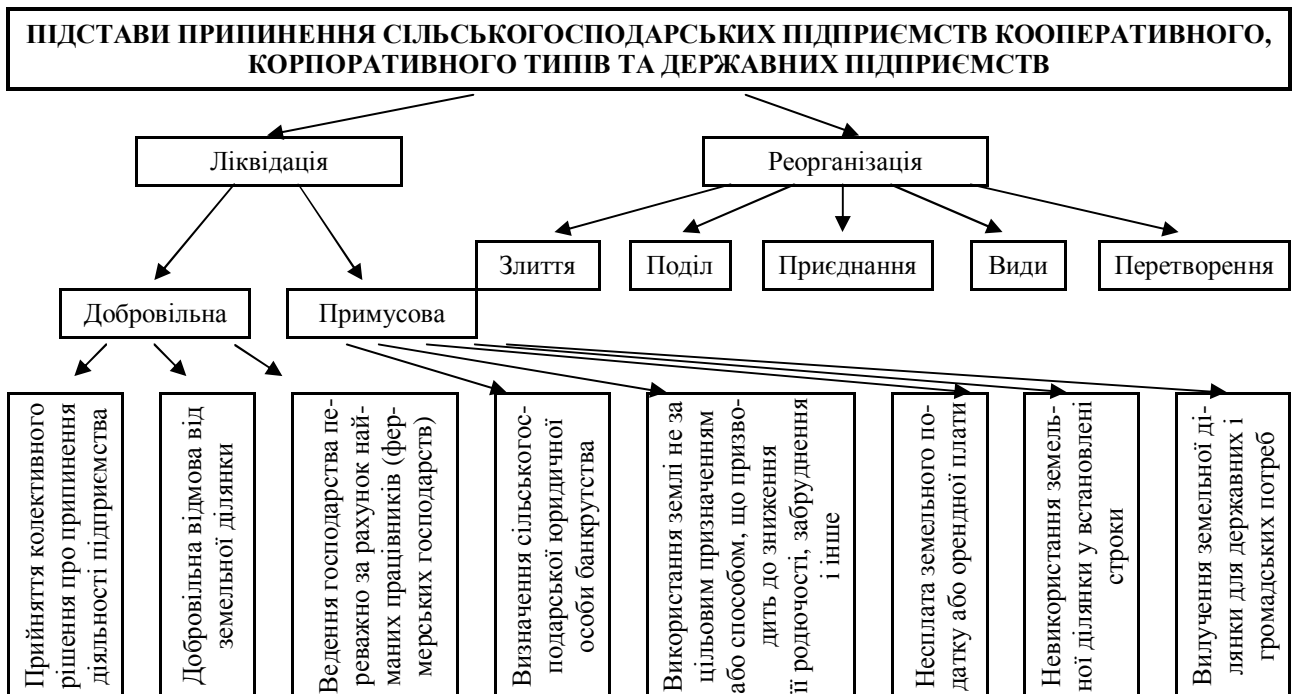 ПІДСТАВИ ПРИПИНЕННЯ СІЛЬСЬКОГОСПОДАРСЬКИХ ПІДПРИЄМСТВ КООПЕРАТИВНОГО,
КОРПОРАТИВНОГО ТИПІВ ТА ДЕРЖАВНИХ ПІДПРИЄМСТВ
Ліквідація
Реорганізація
Злиття
Поділ
Приєднання
Види
Перетворення
Добровільна
Примусова
Прийняття колективного
рішення про припинення
діяльності підприємства
Добровільна відмова від
земельної ділянки
Ведення господарства пе-
реважно за рахунок най-
маних працівників (фер-
мерських господарств)
Визначення сільськогос-
подарської юридичної
особи банкрутства
Використання землі не за
цільовим призначенням
або способом, що призво-
дить до зниження
її родючості, забруднення
і інше
Несплата земельного по-
датку або орендної плати
Невикористання земель-
ної ділянки у встановлені
строки
Вилучення земельної ді-
лянки для державних і
громадських потреб